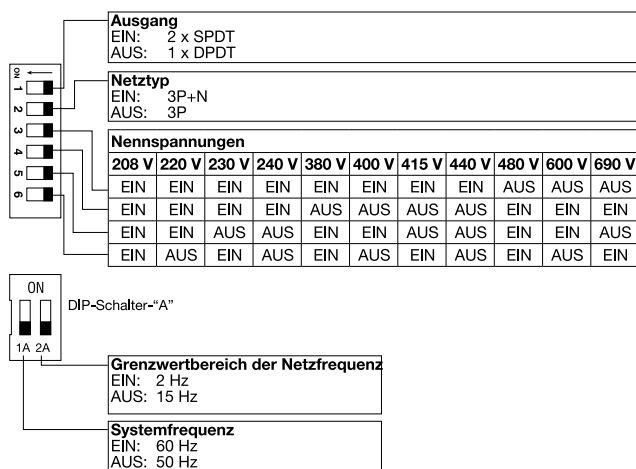 Ausgang
EIN: 2 x SPDT
AUS: 1 x DPDT
ON
1
2
3
4
5
6
Netztyp
EIN: 3P+N
AUS: 3P
Nennspannungen
208 V 220 V 230 V 240 V 380 V 400 V 415 V 440 V 480 V 600 V 690 V
EIN EIN EIN EIN EIN EIN EIN EIN AUS AUS AUS
EIN EIN EIN EIN AUS AUS AUS AUS EIN EIN EIN
EIN EIN AUS AUS EIN EIN AUS AUS EIN EIN AUS
EIN AUS EIN AUS EIN AUS EIN AUS EIN AUS EIN
ON
DIP-Schalter-“A”
1A 2A
Grenzwertbereich der Netzfrequenz
EIN: 2 Hz
AUS: 15 Hz
Systemfrequenz
EIN: 60 Hz
AUS: 50 Hz